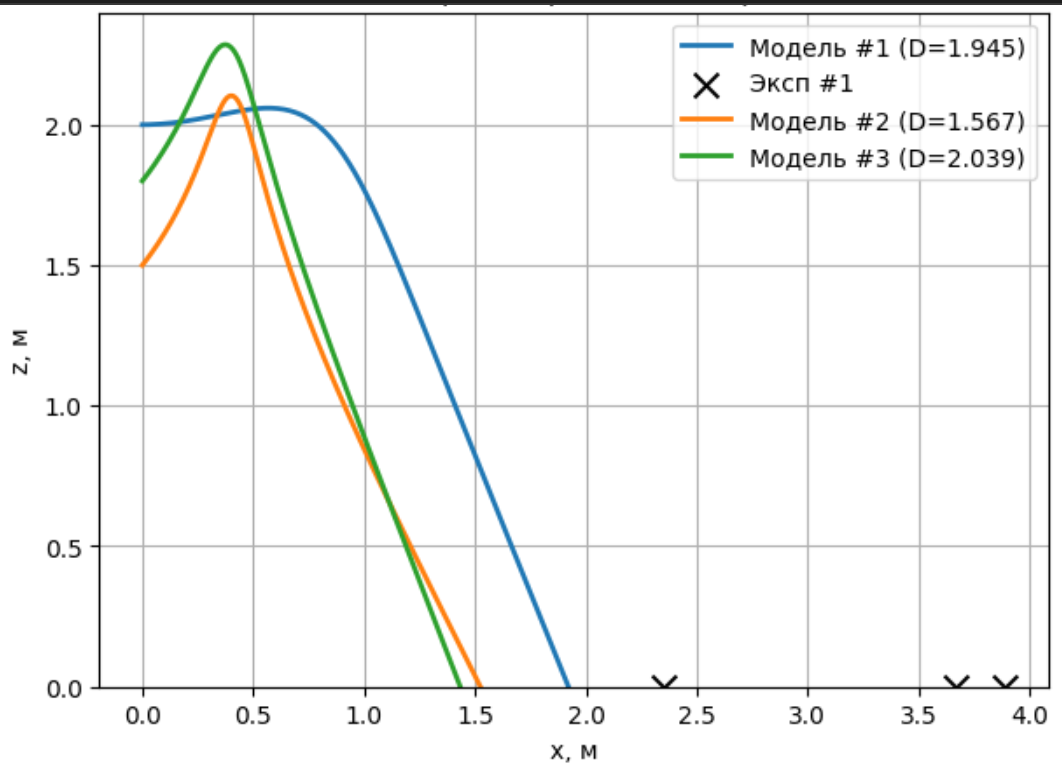 Модель #1 (D=1.945)
Эксп #1
Модель #2 (D=1.567)
Модель #3 (D=2.039)
2.0
1.5
1.0
0.5
0.0
z, м
0.0 0.5 1.0 1.5 2.0 2.5 3.0 3.5 4.0
x, м